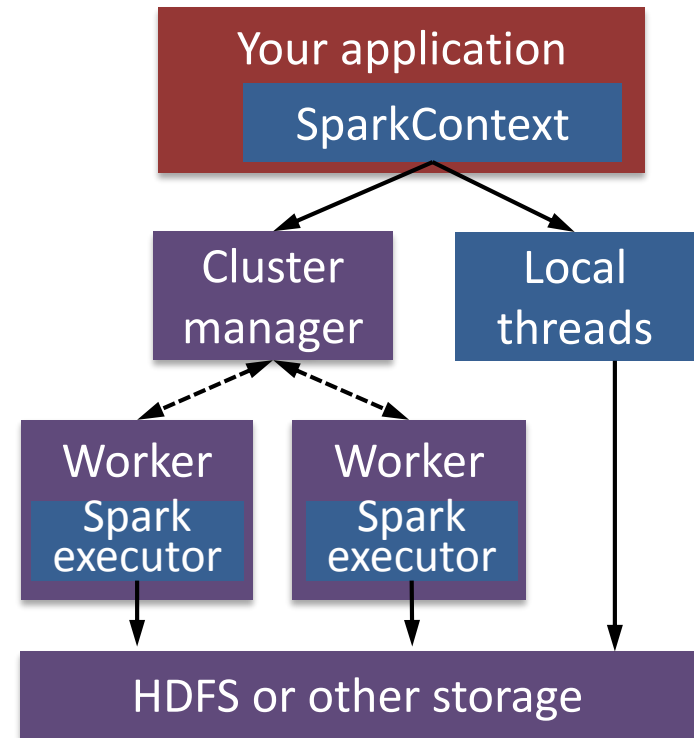 Your application
SparkContext
Cluster
manager
Local
threads
Worker
Spark
executor
Worker
Spark
executor
HDFS or other storage